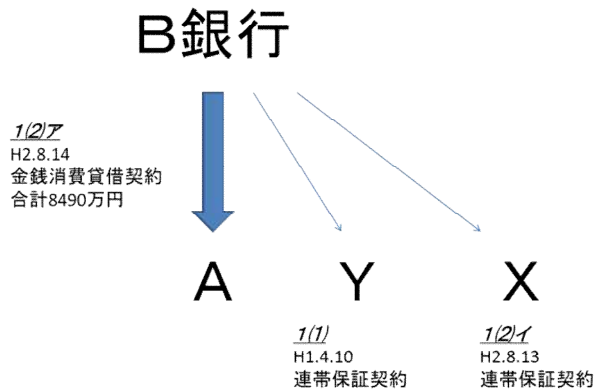 B銀行
1(2)ア
H2.8.14
金銭消費貸借契約
合計8490万円
A
Y
X
1(1)
H1.4.10
連帯保証契約
1(2)イ
H2.8.13
連帯保証契約